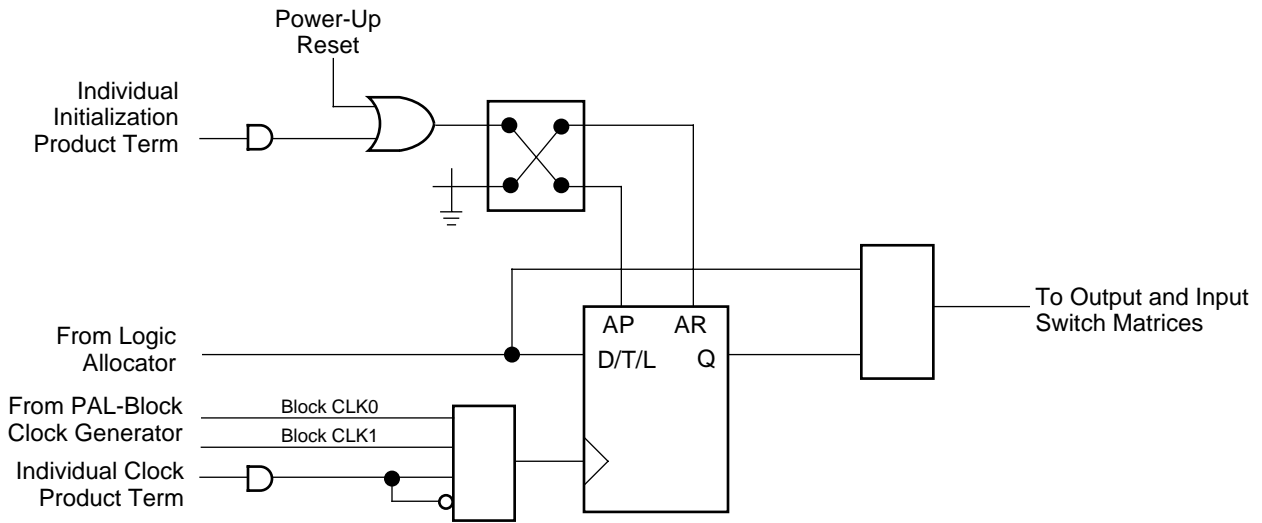 Power-Up
Reset
Individual
Initialization
Product Term
From Logic
Allocator
AP AR
D/T/L Q
To Output and Input
Switch Matrices
From PAL-Block
Clock Generator
Block CLK0
Block CLK1
Individual Clock
Product Term